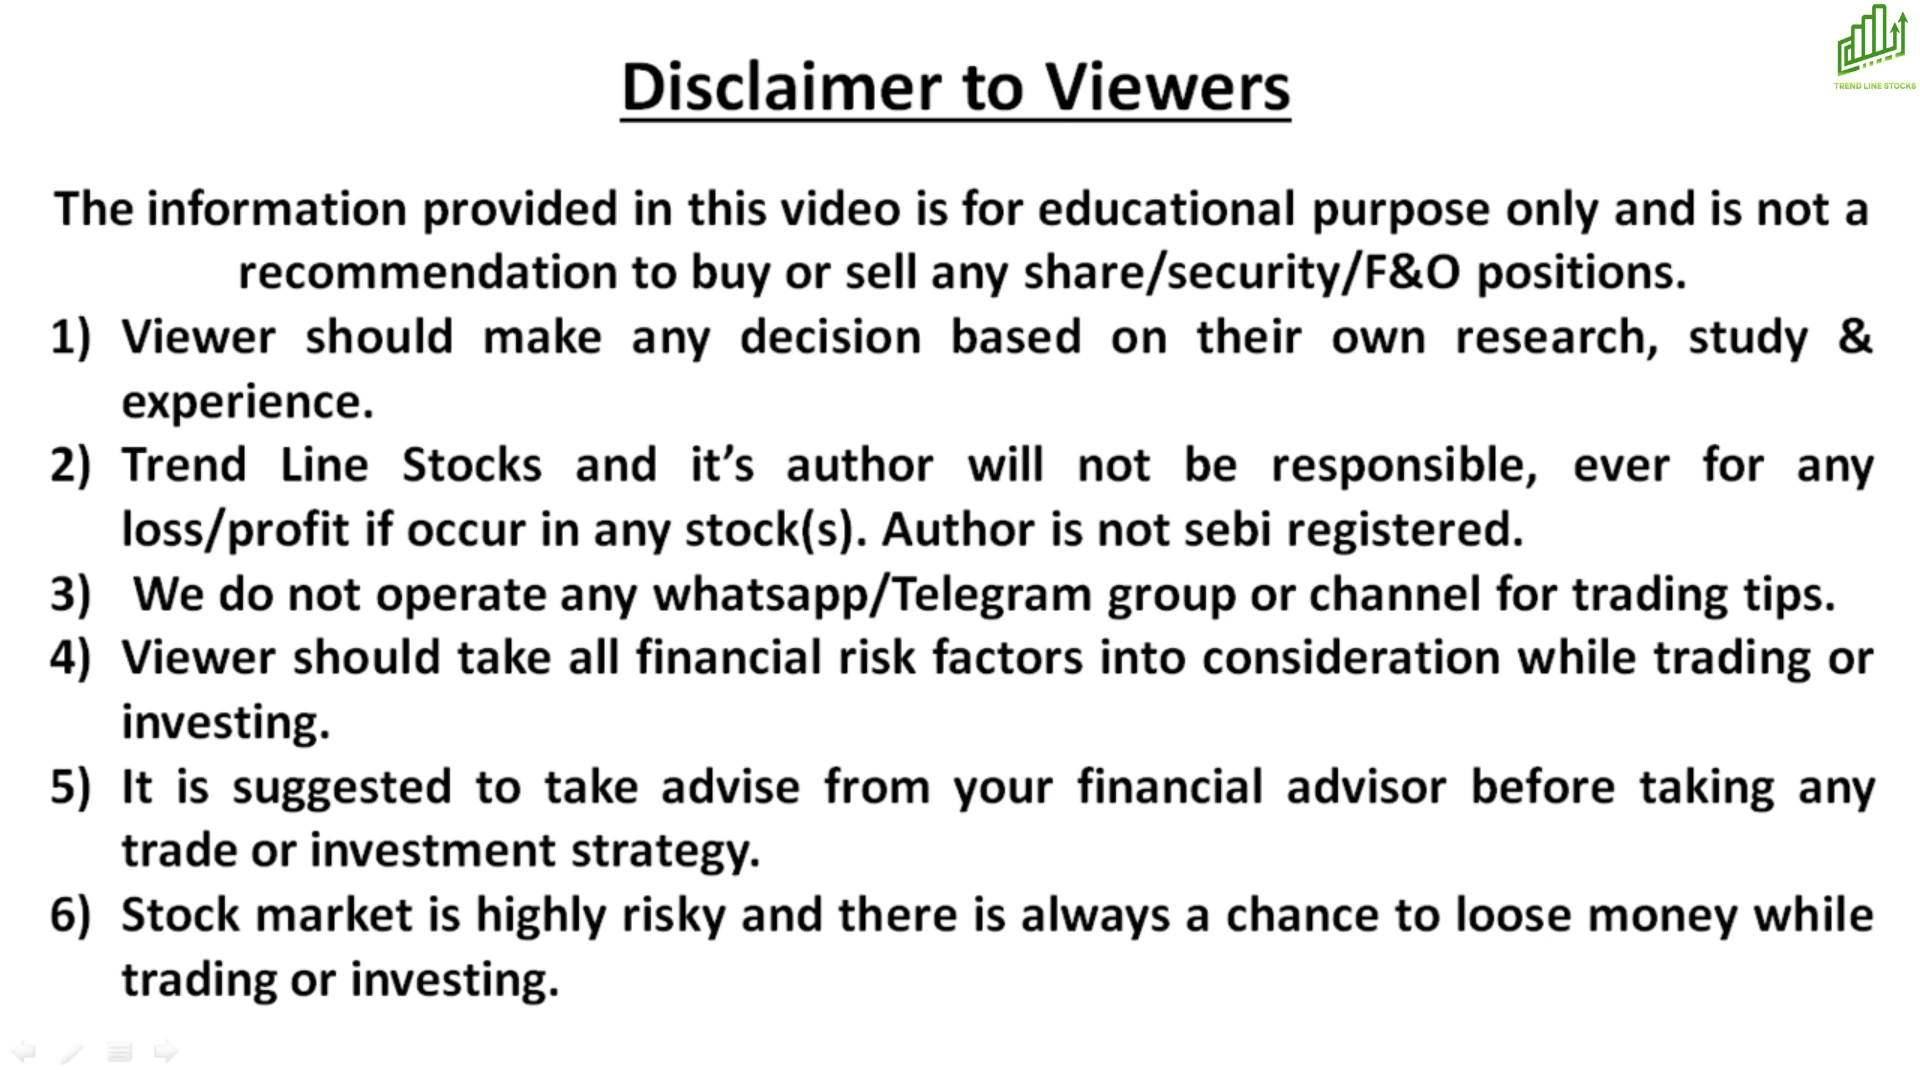 TREND LINE STOCKS
Disclaimer to Viewers
The information provided in this video is for educational purpose only and is not a
recommendation to buy or sell any share/security/F&O positions.
1) Viewer should make any decision based on their own research, study &
experience.
2) Trend Line Stocks and it’s author will not be responsible, ever for any
loss/profit if occur in any stock(s). Author is not sebi registered.
3) We do not operate any whatsapp/Telegram group or channel for trading tips.
4) Viewer should take all financial risk factors into consideration while trading or
investing.
5) It is suggested to take advise from your financial advisor before taking any
trade or investment strategy.
6) Stock market is highly risky and there is always a chance to loose money while
trading or investing.